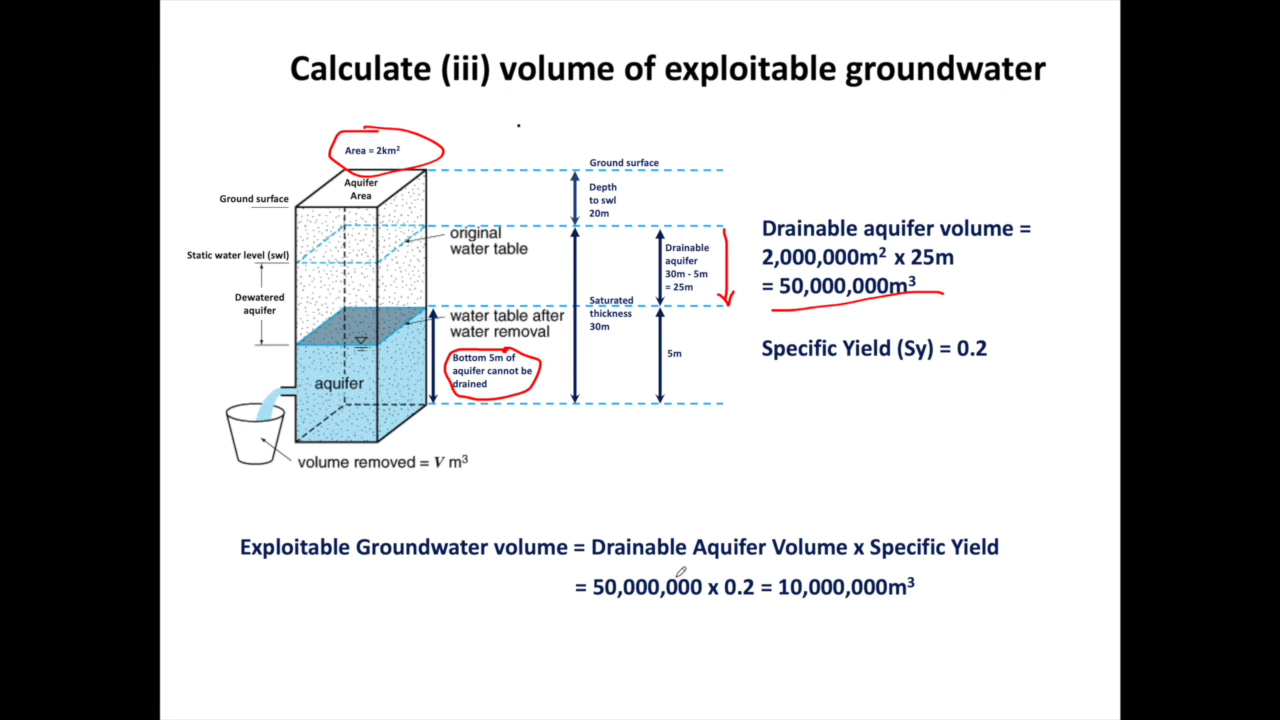 Calculate (iii) volume of exploitable groundwater
Area = 2km²
Aquifer
Area
Ground surface
Static water level (swl)
Dewatered
aquifer
aquifer
volume removed = V m³
original
water table
water table after
water removal
Bottom 5m of
aquifer cannot be
drained
Ground surface
Depth
to swl
20m
Saturated
thickness
30m
Drainable
aquifer
30m - 5m
= 25m
5m
Drainable aquifer volume =
2,000,000m² x 25m
= 50,000,000m³
Specific Yield (Sy) = 0.2
Exploitable Groundwater volume = Drainable Aquifer Volume x Specific Yield
= 50,000,000 x 0.2 = 10,000,000m³